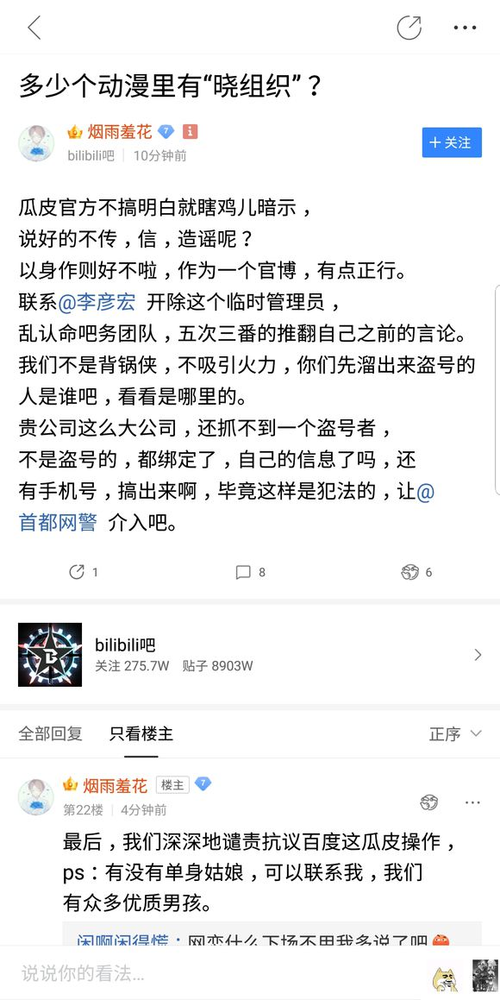 多少个动漫里有“晓组织”？
烟雨羞花 7
bilibili吧 10分钟前
+ 关注
瓜皮官方不搞明白就瞎鸡儿暗示，
说好的不传，信，造谣呢？
以身作则好不啦，作为一个官博，有点正行。
联系@李彦宏 开除这个临时管理员，
乱认命吧务团队，五次三番的推翻自己之前的言论。
我们不是背锅侠，不吸引火力，你们先溜出来盗号的
人是谁吧，看看是哪里的。
贵公司这么大公司，还抓不到一个盗号者，
不是盗号的，都绑定了，自己的信息了吗，还
有手机号，搞出来啊，毕竟这样是犯法的，让@
首都网警 介入吧。
1 8 6
B
bilibili吧
关注 275.7W 贴子 8903W
全部回复 只看楼主 正序
烟雨羞花 楼主 7
第22楼 4分钟前
最后，我们深深地谴责抗议百度这瓜皮操作，
ps：有没有单身姑娘，可以联系我，我们
有众多优质男孩。
闲啊闲得慌：网恋什么下场不用我多说了吧
说说你的看法...